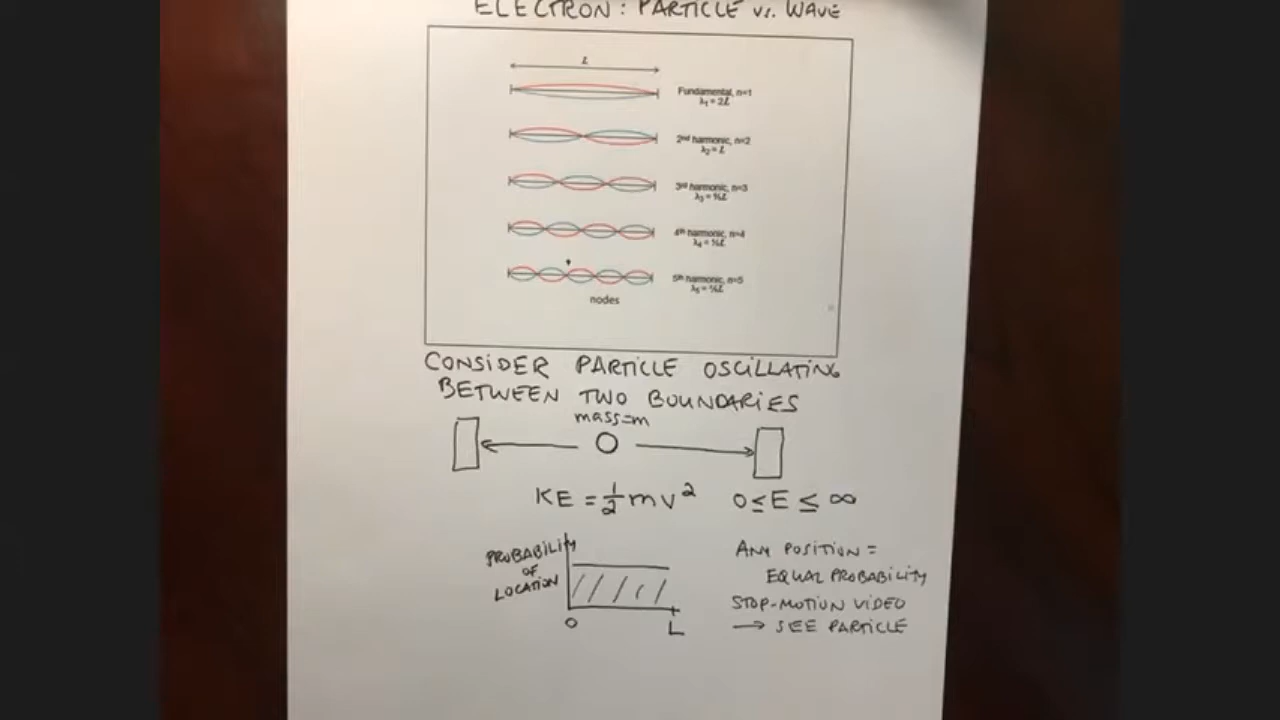 ELECTRON: PARTICLE vs. WAVE
L
Fundamental, n=1
λ₁ = 2L
2nd harmonic, n=2
λ₂ = L
3rd harmonic, n=3
4th harmonic, n=4
5th harmonic, n=5
nodes
CONSIDER PARTICLE OSCILLATING
BETWEEN TWO BOUNDARIES
mass=m
KE = ½mv² 0≤E≤∞
PROBABILITY
OF
LOCATION
0 L
ANY POSITION =
EQUAL PROBABILITY
STOP-MOTION VIDEO
→ SEE PARTICLE